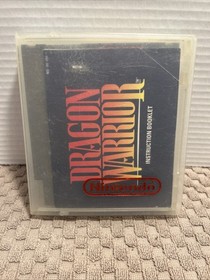 DRAGON
WARRIOR
INSTRUCTION BOOKLET
Nintendo